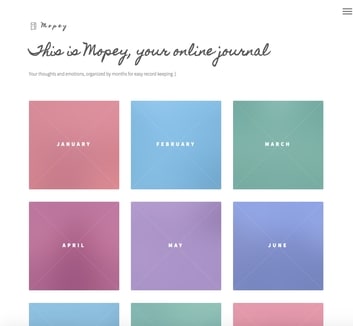 Mopey
This is Mopey, your online journal
Your thoughts and emotions, organized by months for easy record keeping. }
JANUARY
FEBRUARY
MARCH
APRIL
MAY
JUNE